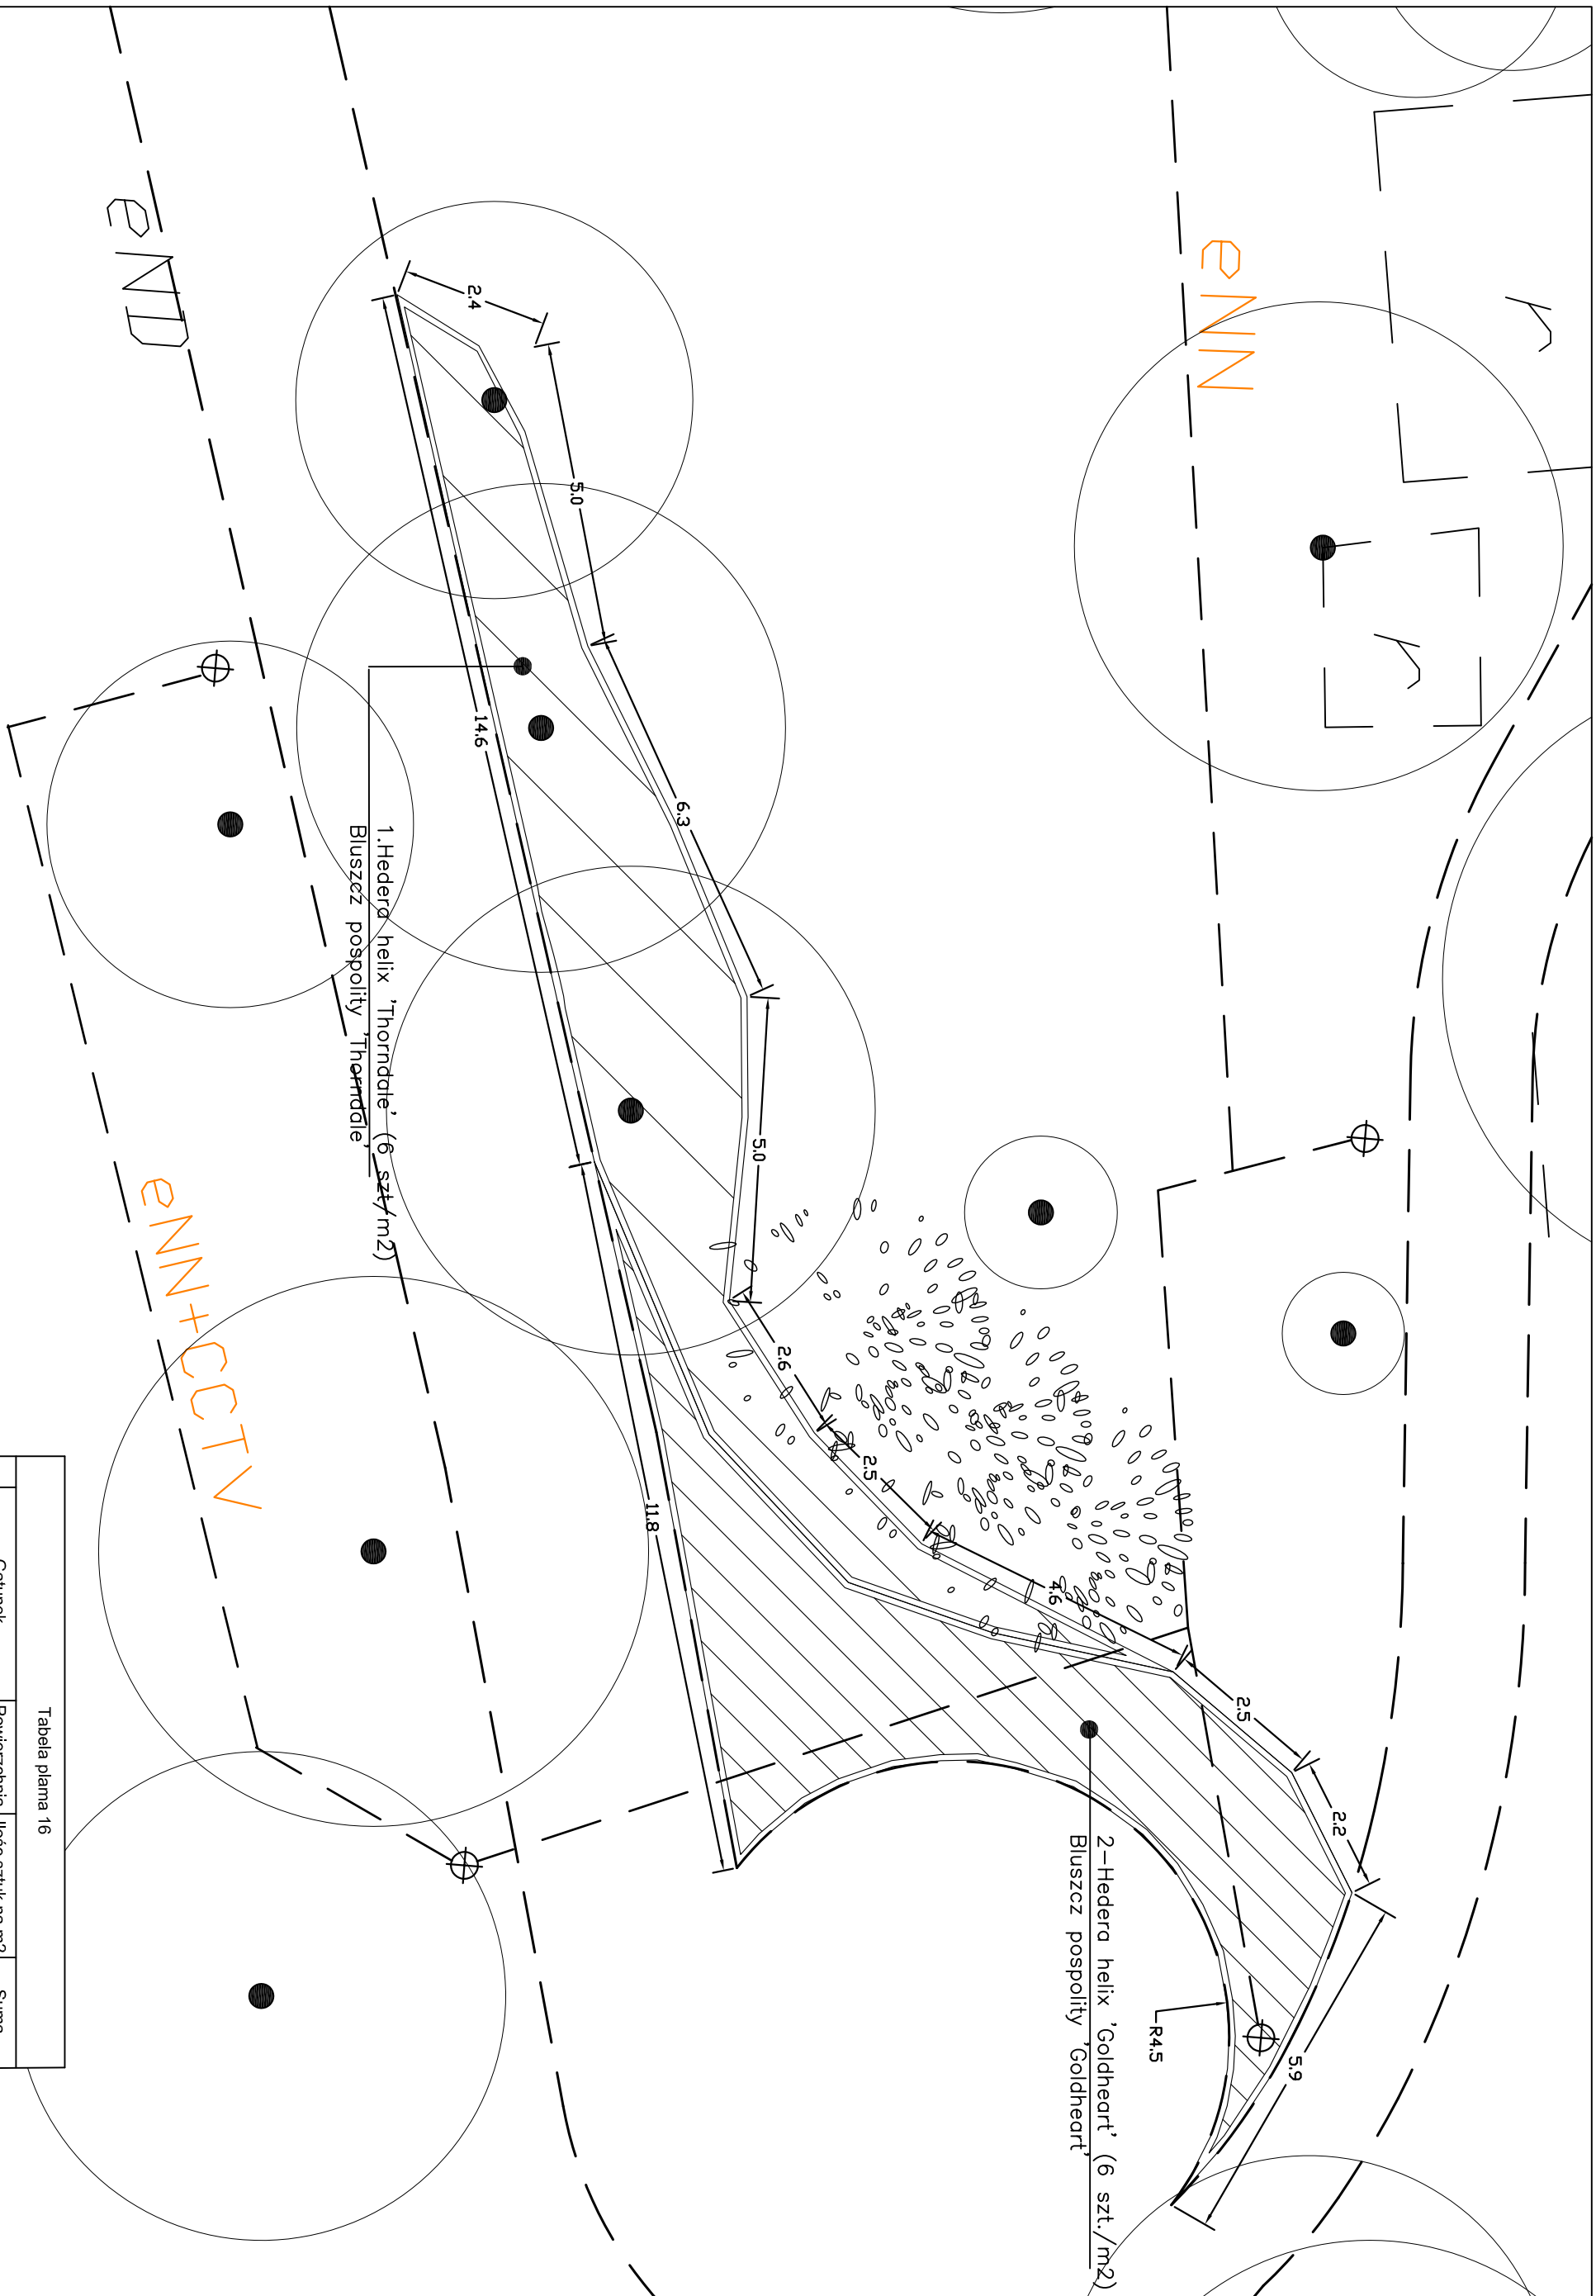 eND
eNN
2.4
5.0
6.3
14.6
5.0
1.Hedera helix 'Thorndale' (6 szt/m2)
Bluszcz pospolity 'Thorndale'
eNN+CCTV
2.6
2.5
4.6
11.8
2.5
2.2
2-Hedera helix 'Goldheart' (6 szt./m2)
Bluszcz pospolity 'Goldheart'
R4.5
5.9
Tabela plama 16